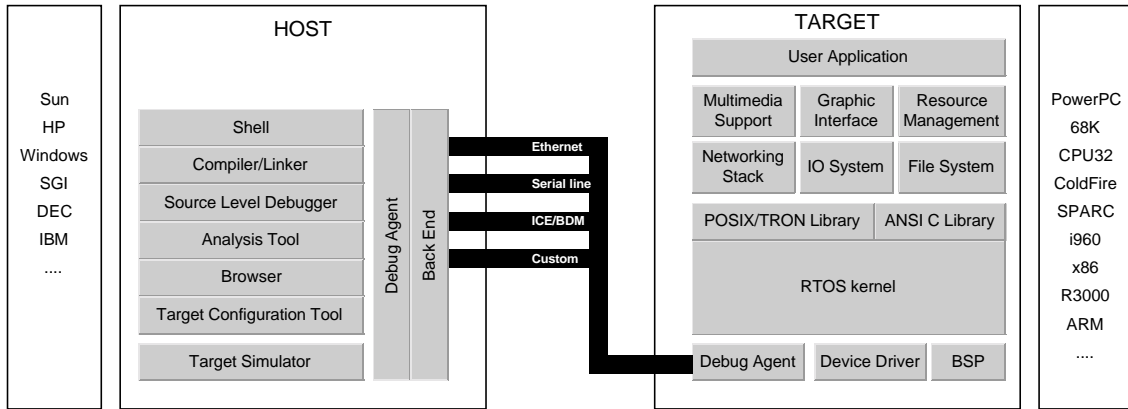 Sun
HP
Windows
SGI
DEC
IBM
....
HOST
Shell
Compiler/Linker
Source Level Debugger
Analysis Tool
Browser
Target Configuration Tool
Target Simulator
Debug Agent
Back End
Ethernet
Serial line
ICE/BDM
Custom
TARGET
User Application
Multimedia
Support
Graphic
Interface
Resource
Management
Networking
Stack
IO System
File System
POSIX/TRON Library
ANSI C Library
RTOS kernel
Debug Agent
Device Driver
BSP
PowerPC
68K
CPU32
ColdFire
SPARC
i960
x86
R3000
ARM
....